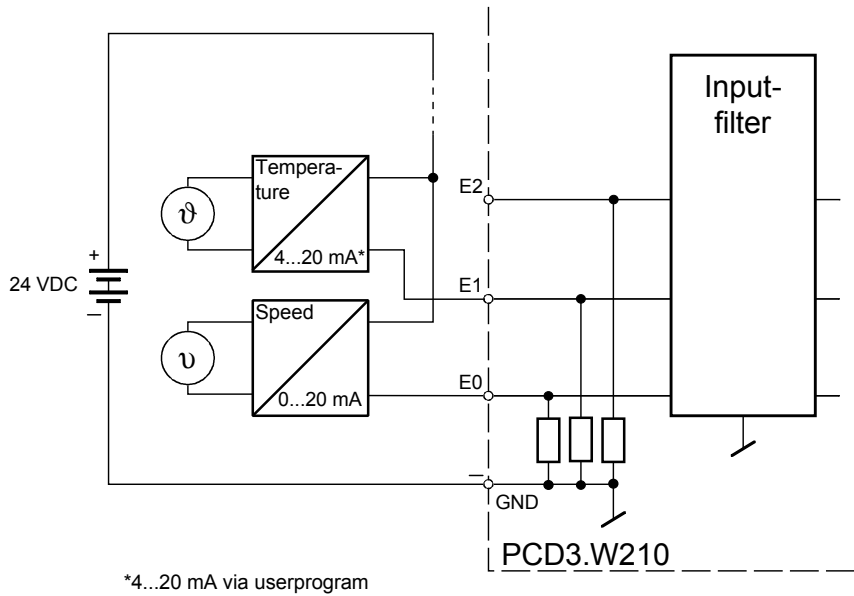 Input-
filter
Tempera-
ture
E2
ϑ
4...20 mA*
+
24 VDC
–
E1
Speed
υ
0...20 mA
E0
–
GND
PCD3.W210
*4...20 mA via userprogram